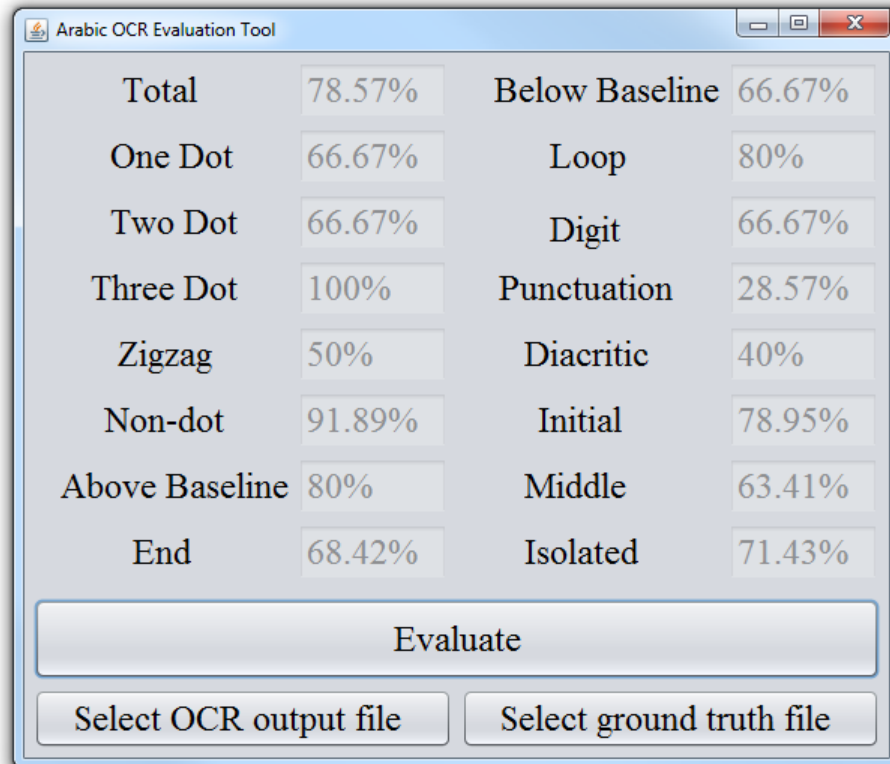 Arabic OCR Evaluation Tool
Total 78.57% Below Baseline 66.67%
One Dot 66.67% Loop 80%
Two Dot 66.67% Digit 66.67%
Three Dot 100% Punctuation 28.57%
Zigzag 50% Diacritic 40%
Non-dot 91.89% Initial 78.95%
Above Baseline 80% Middle 63.41%
End 68.42% Isolated 71.43%
Evaluate
Select OCR output file Select ground truth file